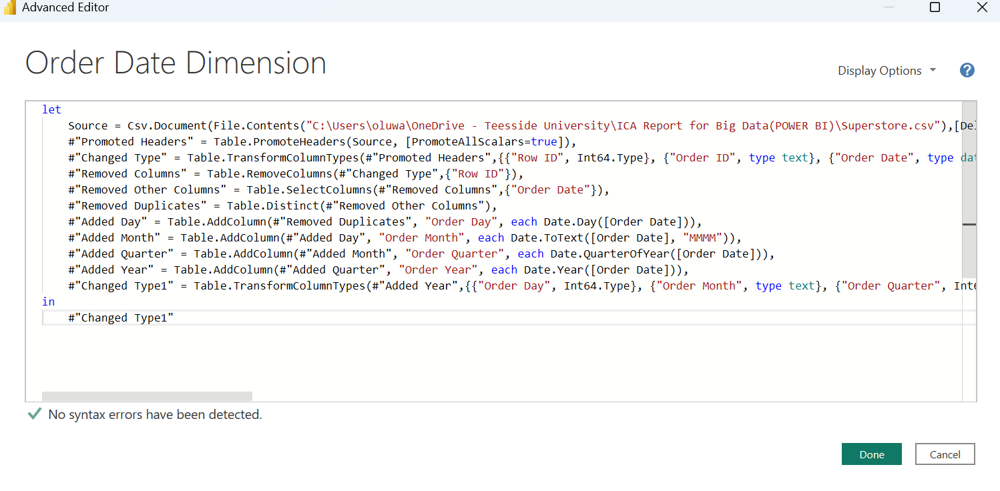 Advanced Editor
Order Date Dimension
Display Options
?
let
Source = Csv.Document(File.Contents("C:\Users\oluwa\OneDrive - Teesside University\ICA Report for Big Data(POWER BI)\Superstore.csv"),[Del
#"Promoted Headers" = Table.PromoteHeaders(Source, [PromoteAllScalars=true]),
#"Changed Type" = Table.TransformColumnTypes(#"Promoted Headers",{{"Row ID", Int64.Type}, {"Order ID", type text}, {"Order Date", type dat
#"Removed Columns" = Table.RemoveColumns(#"Changed Type",{"Row ID"}),
#"Removed Other Columns" = Table.SelectColumns(#"Removed Columns",{"Order Date"}),
#"Removed Duplicates" = Table.Distinct(#"Removed Other Columns"),
#"Added Day" = Table.AddColumn(#"Removed Duplicates", "Order Day", each Date.Day([Order Date])),
#"Added Month" = Table.AddColumn(#"Added Day", "Order Month", each Date.ToText([Order Date], "MMMM")),
#"Added Quarter" = Table.AddColumn(#"Added Month", "Order Quarter", each Date.QuarterOfYear([Order Date])),
#"Added Year" = Table.AddColumn(#"Added Quarter", "Order Year", each Date.Year([Order Date])),
#"Changed Type1" = Table.TransformColumnTypes(#"Added Year",{{"Order Day", Int64.Type}, {"Order Month", type text}, {"Order Quarter", Int6
in
#"Changed Type1"
No syntax errors have been detected.
Done
Cancel